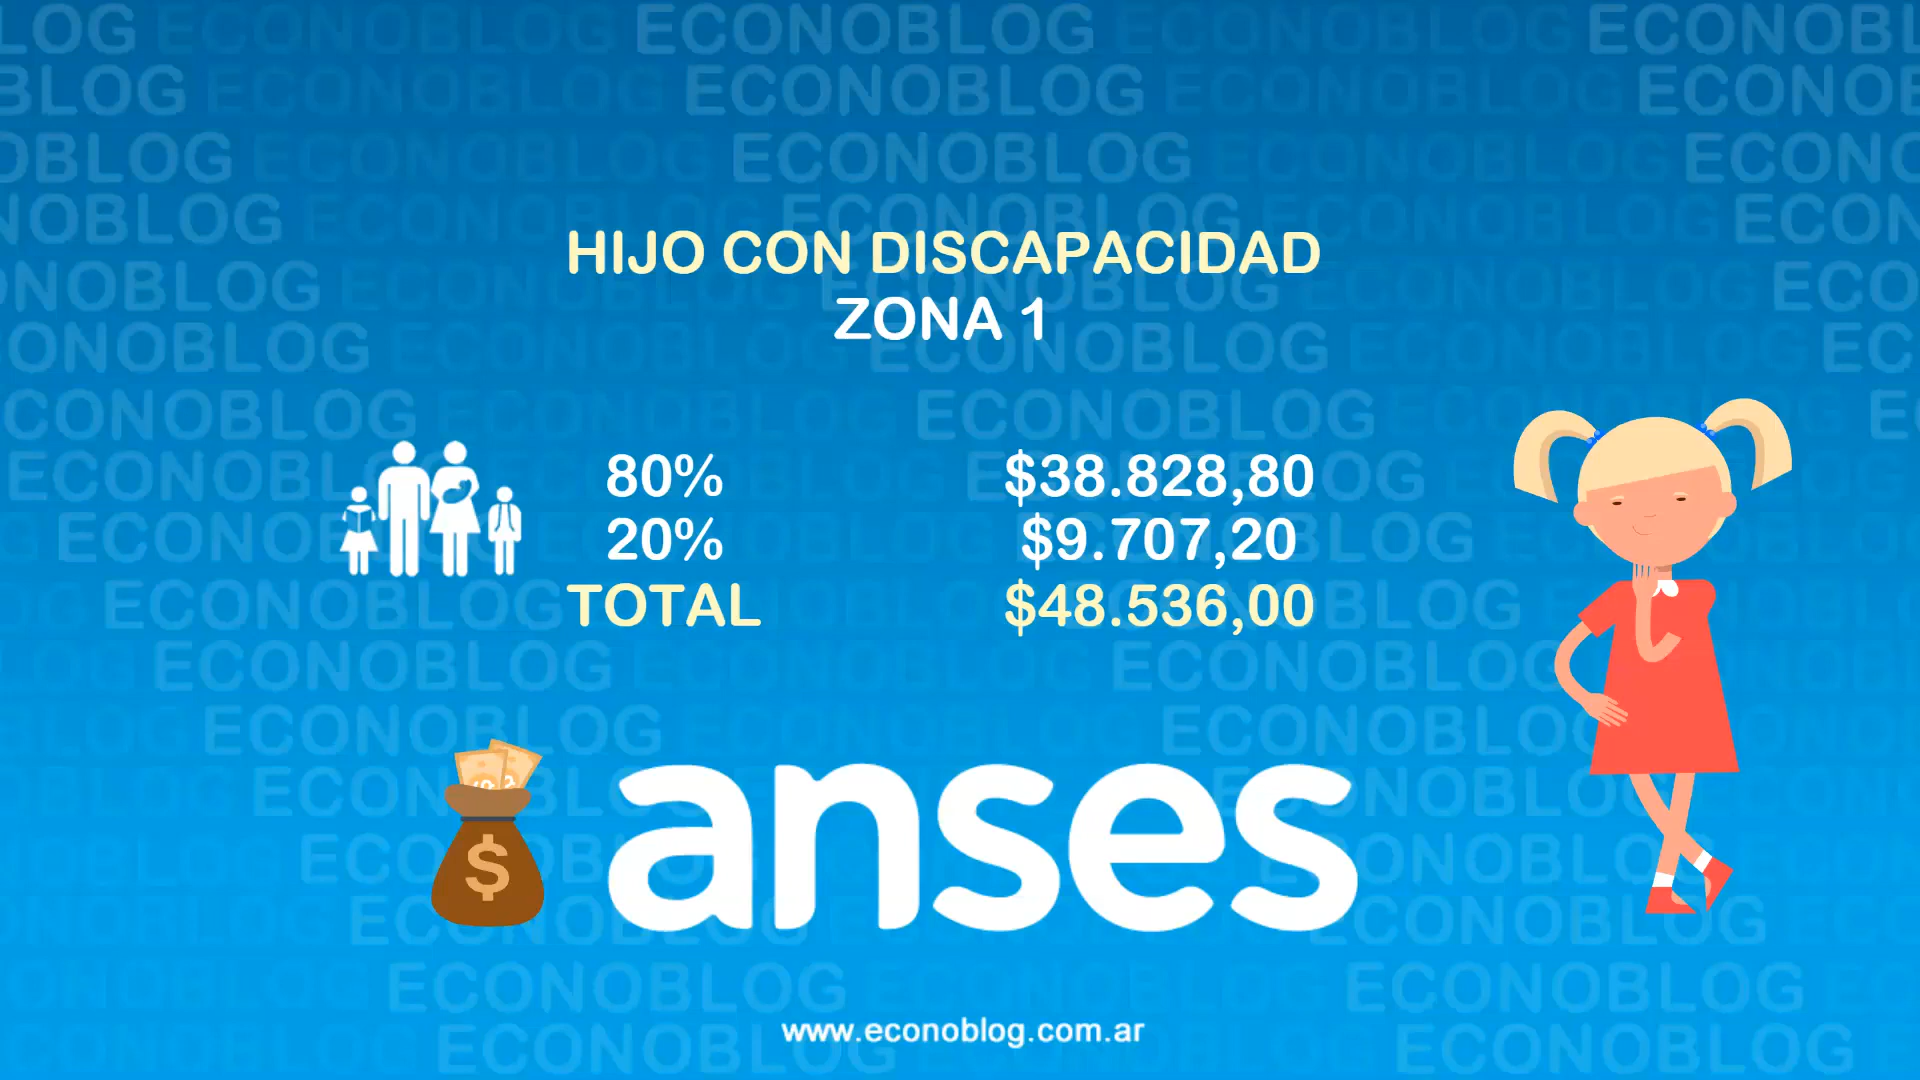 HIJO CON DISCAPACIDAD
ZONA 1
80% $38.828,80
20% $9.707,20
TOTAL $48.536,00
$
anses
www.econoblog.com.ar
ECONOBLOG